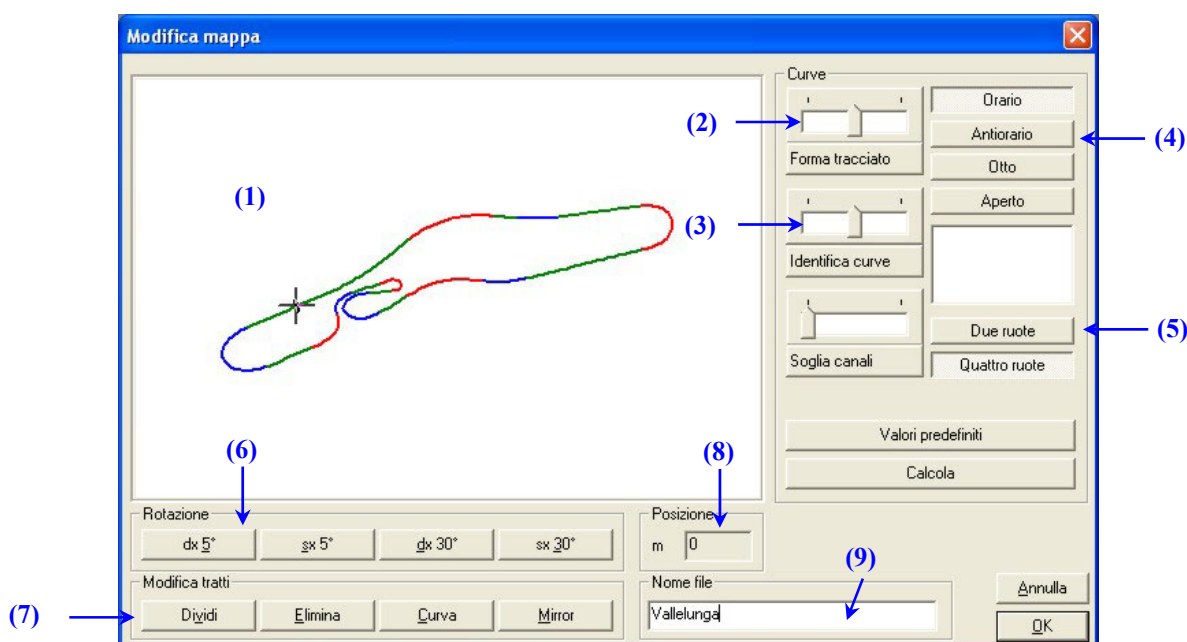 Modifica mappa
Curve
(1)
(2)
Forma tracciato
(3)
Identifica curve
Soglia canali
Orario
Antiorario
(4)
Otto
Aperto
Due ruote
(5)
Quattro ruote
Valori predefiniti
Calcola
(6)
(8)
Rotazione
dx 5° sx 5° dx 30° sx 30°
Posizione
m 0
(9)
Modifica tratti
(7)
Dividi Elimina Curva Mirror
Nome file
Vallelunga
Annulla
OK